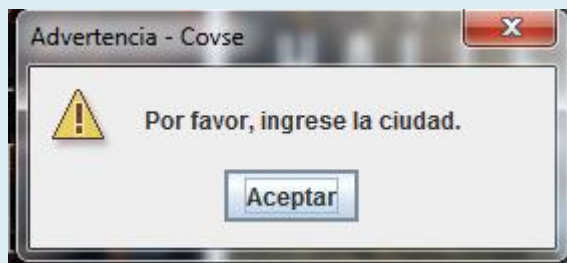 Advertencia - Covse
Por favor, ingrese la ciudad.
Aceptar